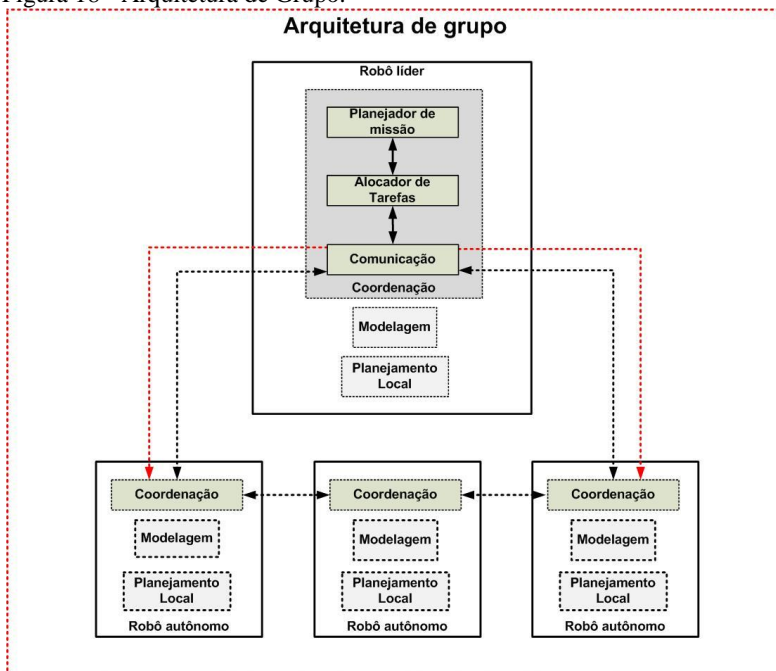 Figura 18 - Arquitetura de Grupo.
Arquitetura de grupo
Robô líder
Planejador de
missão
Alocador de
Tarefas
Comunicação
Coordenação
Modelagem
Planejamento
Local
Coordenação
Modelagem
Planejamento
Local
Robô autônomo
Coordenação
Modelagem
Planejamento
Local
Robô autônomo
Coordenação
Modelagem
Planejamento
Local
Robô autônomo